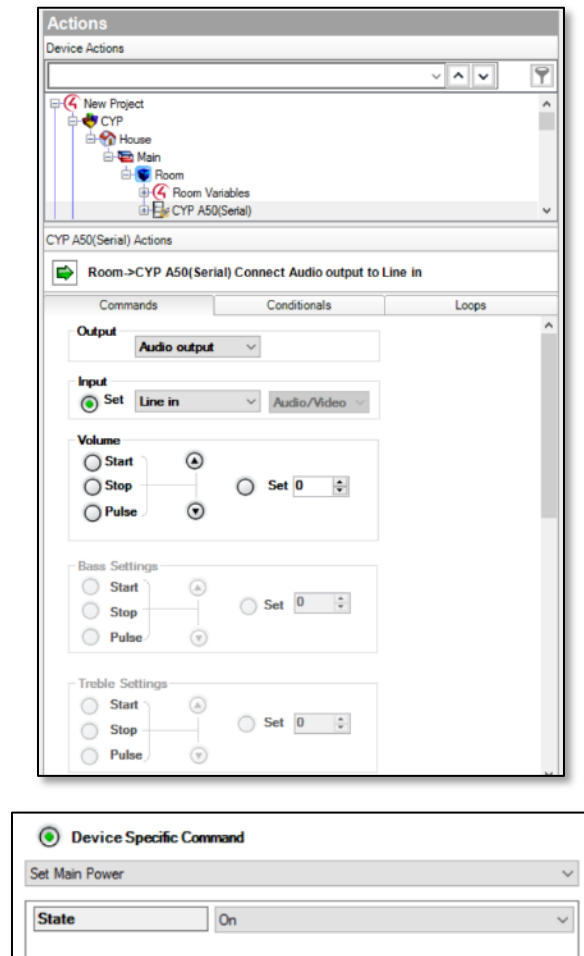 Actions
Device Actions
New Project
CYP
House
Main
Room
Room Variables
CYP A50(Serial)
CYP A50(Serial) Actions
Room->CYP A50(Serial) Connect Audio output to Line in
Commands Conditionals Loops
Output
Audio output
Input
Set Line in Audio/Video
Volume
Start
Stop Set 0
Pulse
Bass Settings
Start
Stop Set 0
Pulse
Treble Settings
Start
Stop Set 0
Pulse
Device Specific Command
Set Main Power
State On